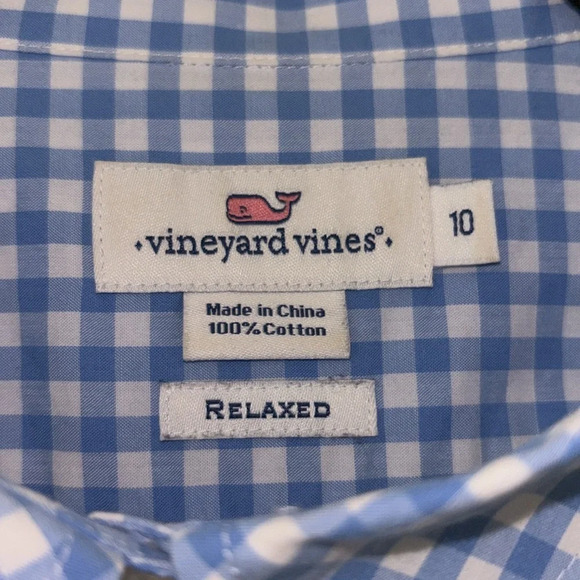 vineyard vines®
10
Made in China
100% Cotton
RELAXED